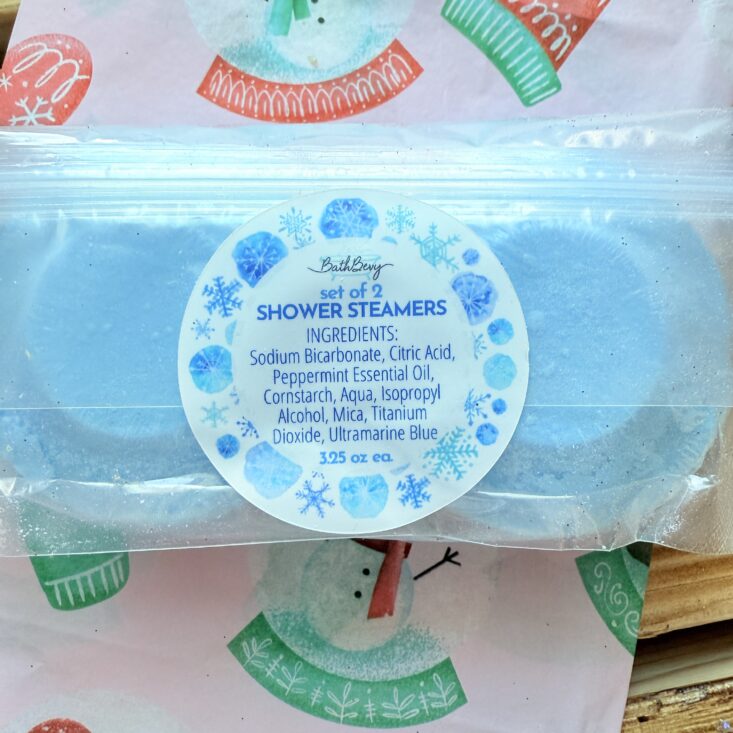 BathBevy
set of 2
SHOWER STEAMERS
INGREDIENTS:
Sodium Bicarbonate, Citric Acid,
Peppermint Essential Oil,
Cornstarch, Aqua, Isopropyl
Alcohol, Mica, Titanium
Dioxide, Ultramarine Blue
3.25 oz ea.